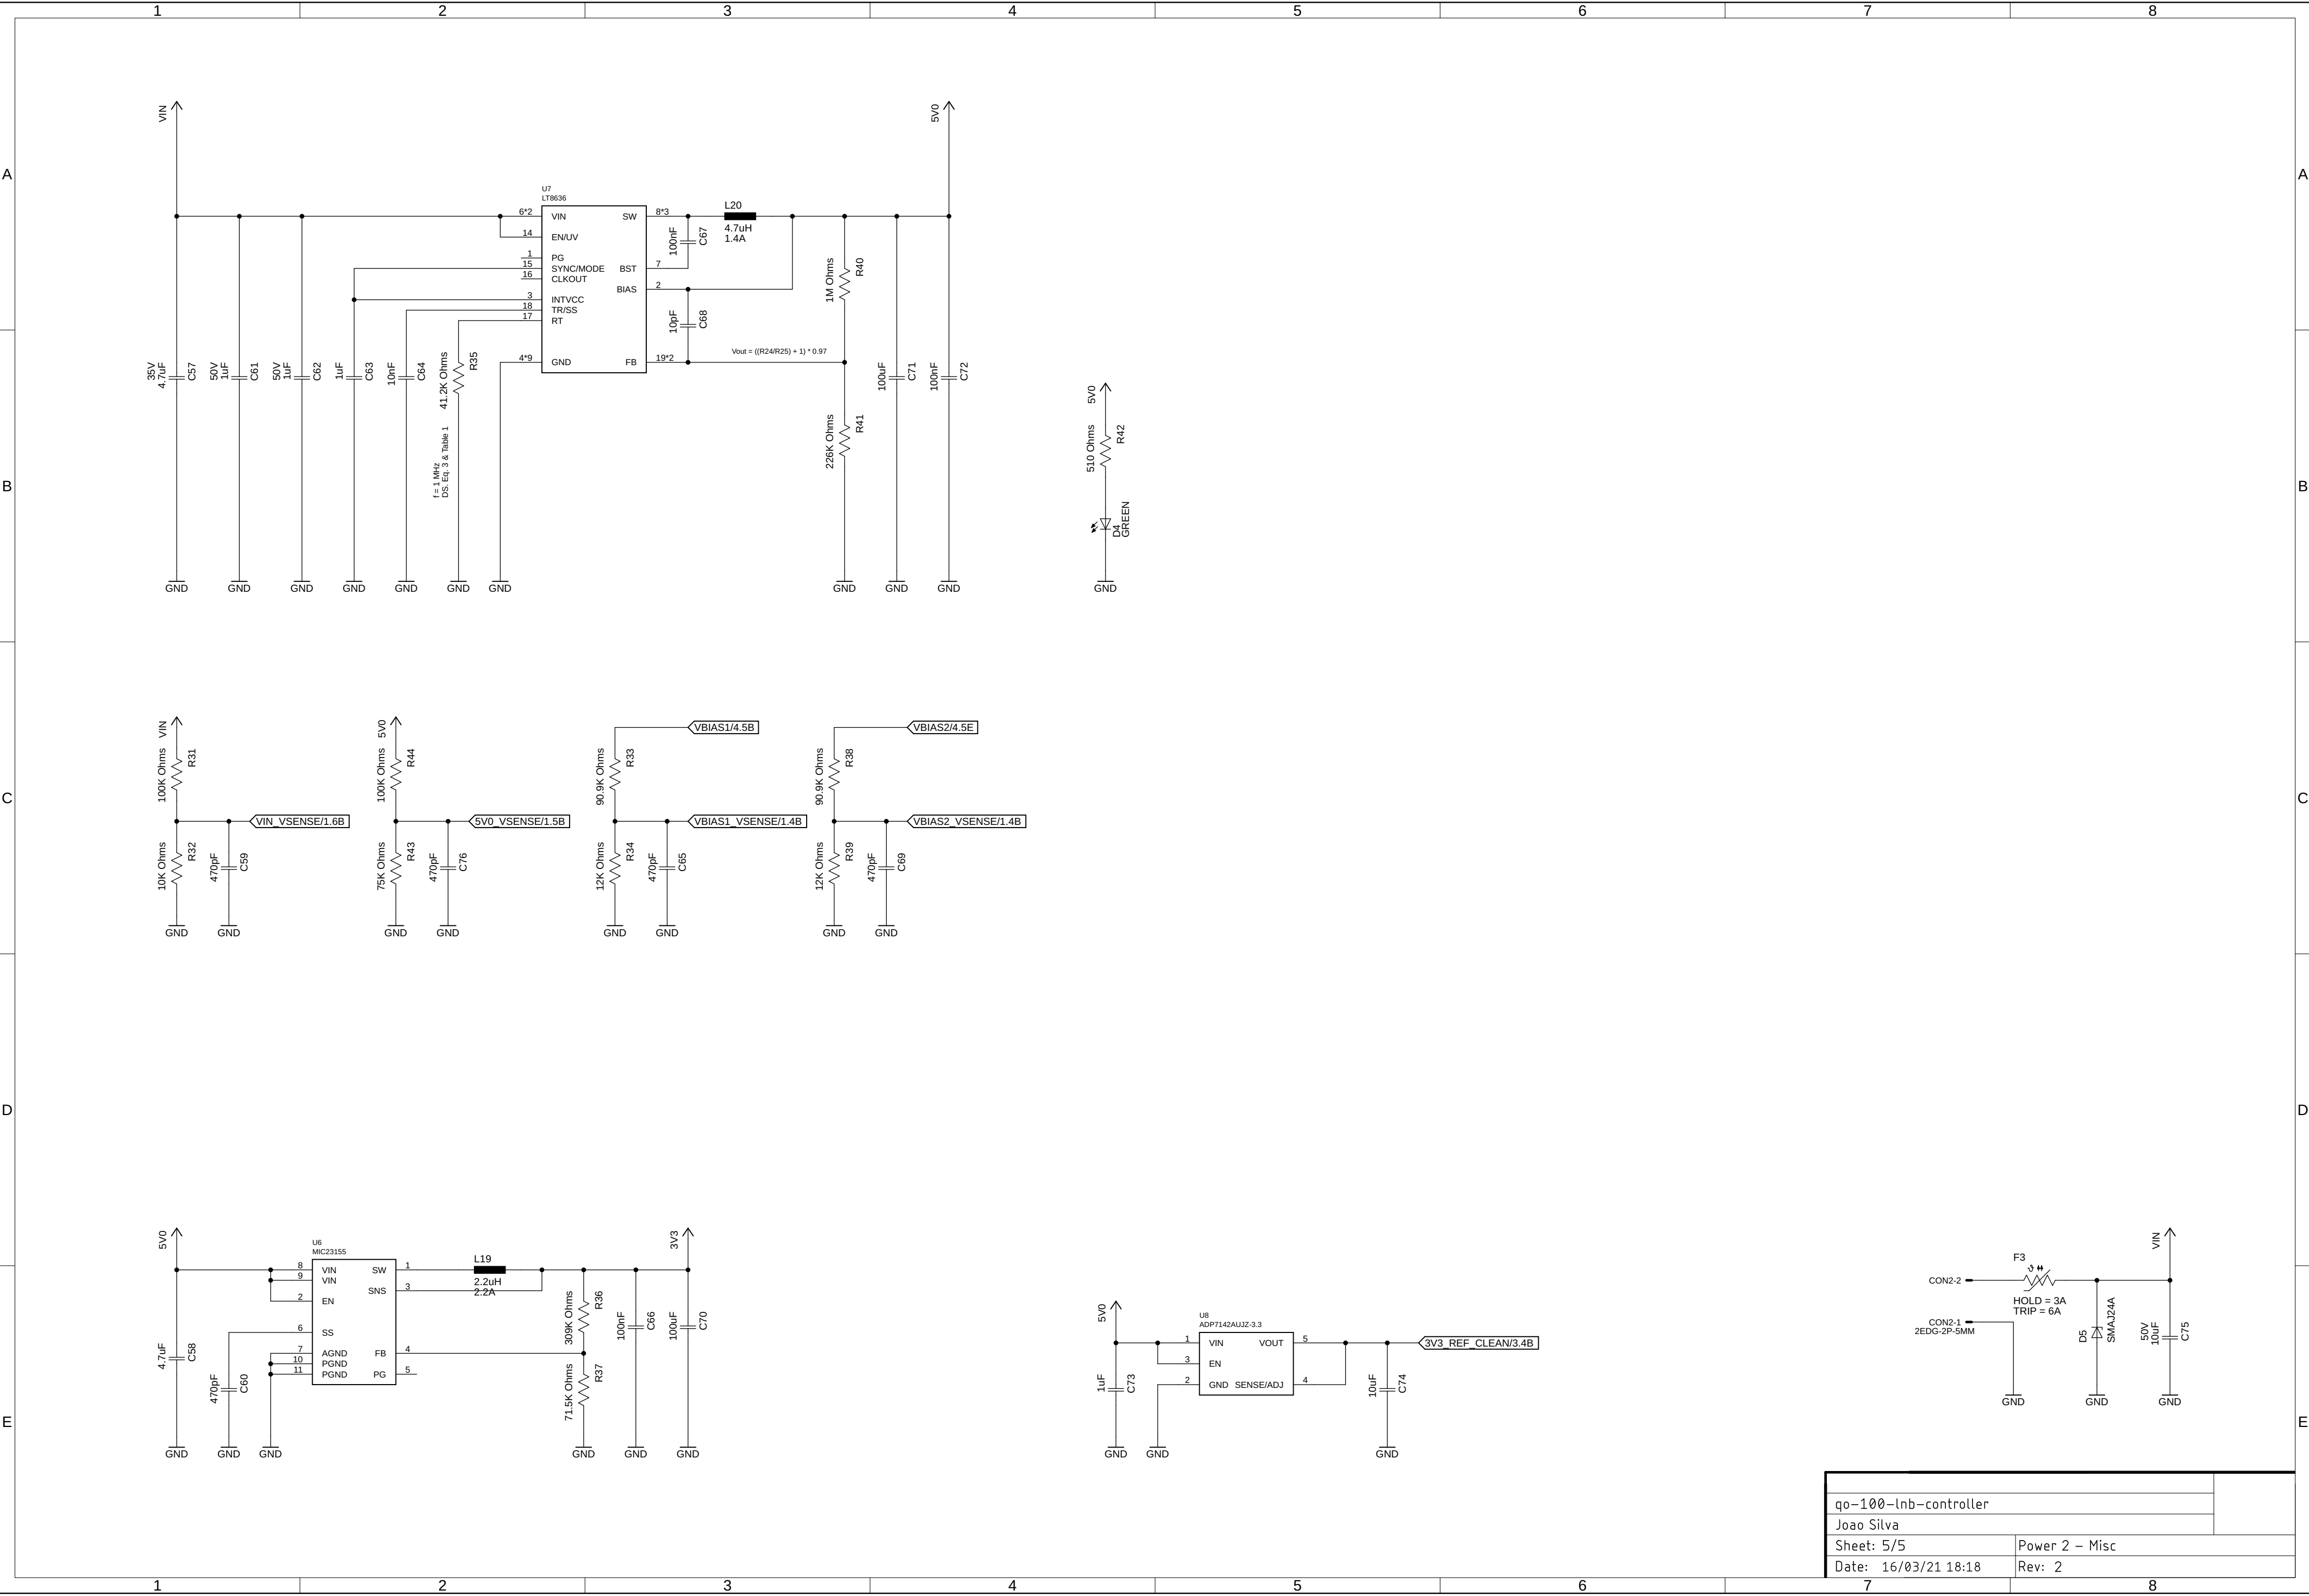 1 2 3 4 5 6 7 8
A
B
C
D
E
A
B
C
D
E
VIN
5V0
U7
LT8636
6*2 VIN SW 8*3
14 EN/UV
1 PG
15 SYNC/MODE BST 7
16 CLKOUT
BIAS 2
3 INTVCC
18 TR/SS
17 RT
4*9 GND FB 19*2
L20
4.7uH
1.4A
100nF C67
10pF C68
1M Ohms R40
Vout = ((R24/R25) + 1) * 0.97
35V
4.7uF C57
50V
1uF C61
50V
1uF C62
1uF C63
10nF C64
41.2K Ohms R35
f = 1 MHz
DS. Eq. 3 & Table 1
226K Ohms R41
100uF C71
100nF C72
GND GND GND GND GND GND GND GND GND GND
5V0
510 Ohms R42
D4
GREEN
GND
VIN
100K Ohms R31
VIN_VSENSE/1.6B
10K Ohms R32
470pF C59
GND GND
5V0
100K Ohms R44
5V0_VSENSE/1.5B
75K Ohms R43
470pF C76
GND GND
VBIAS1/4.5B
90.9K Ohms R33
VBIAS1_VSENSE/1.4B
12K Ohms R34
470pF C65
GND GND
VBIAS2/4.5E
90.9K Ohms R38
VBIAS2_VSENSE/1.4B
12K Ohms R39
470pF C69
GND GND
5V0
3V3
U6
MIC23155
8 VIN SW 1
9 VIN
SNS 3
2 EN
6 SS
7 AGND FB 4
10 PGND
11 PGND PG 5
L19
2.2uH
2.2A
4.7uF C58
470pF C60
309K Ohms R36
71.5K Ohms R37
100nF C66
100uF C70
GND GND GND GND GND GND
5V0
U8
ADP7142AUJZ-3.3
1 VIN VOUT 5
3 EN
2 GND SENSE/ADJ 4
3V3_REF_CLEAN/3.4B
1uF C73
10uF C74
GND GND GND
VIN
F3
CON2-2
HOLD = 3A
TRIP = 6A
CON2-1
2EDG-2P-5MM
D5 SMAJ24A
50V
10uF C75
GND GND GND
qo-100-lnb-controller
Joao Silva
Sheet: 5/5 Power 2 - Misc
Date: 16/03/21 18:18 Rev: 2
1 2 3 4 5 6 7 8